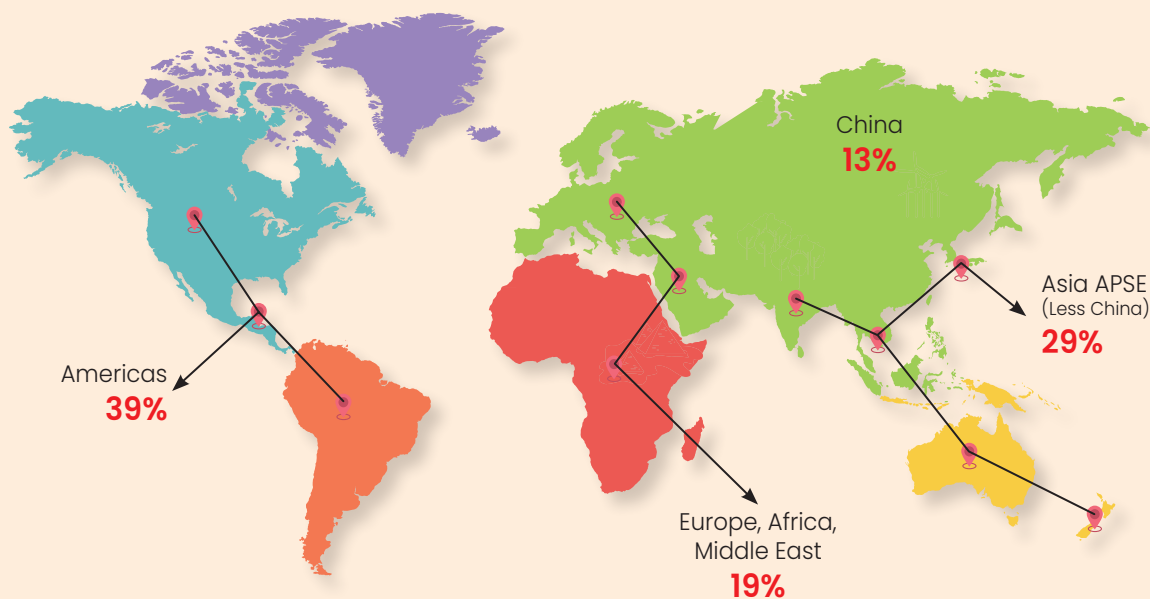 China
13%
Asia APSE
(Less China)
29%
Americas
39%
Europe, Africa,
Middle East
19%